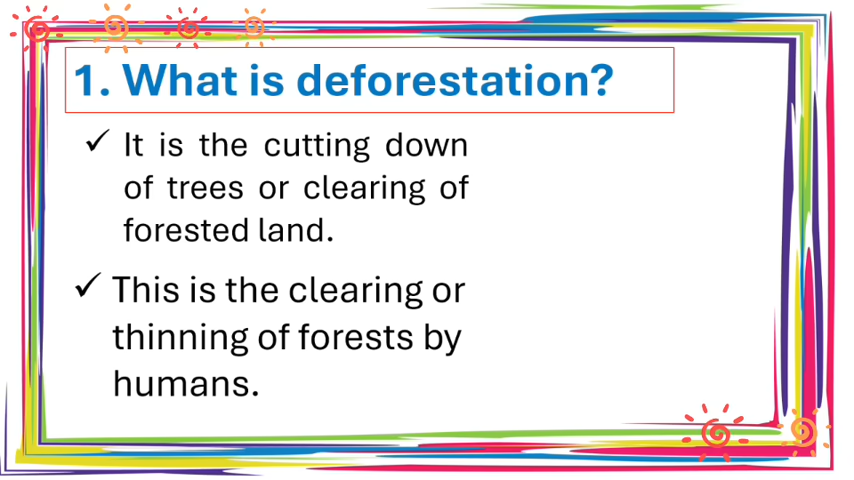 1. What is deforestation?
✓ It is the cutting down
of trees or clearing of
forested land.
✓ This is the clearing or
thinning of forests by
humans.